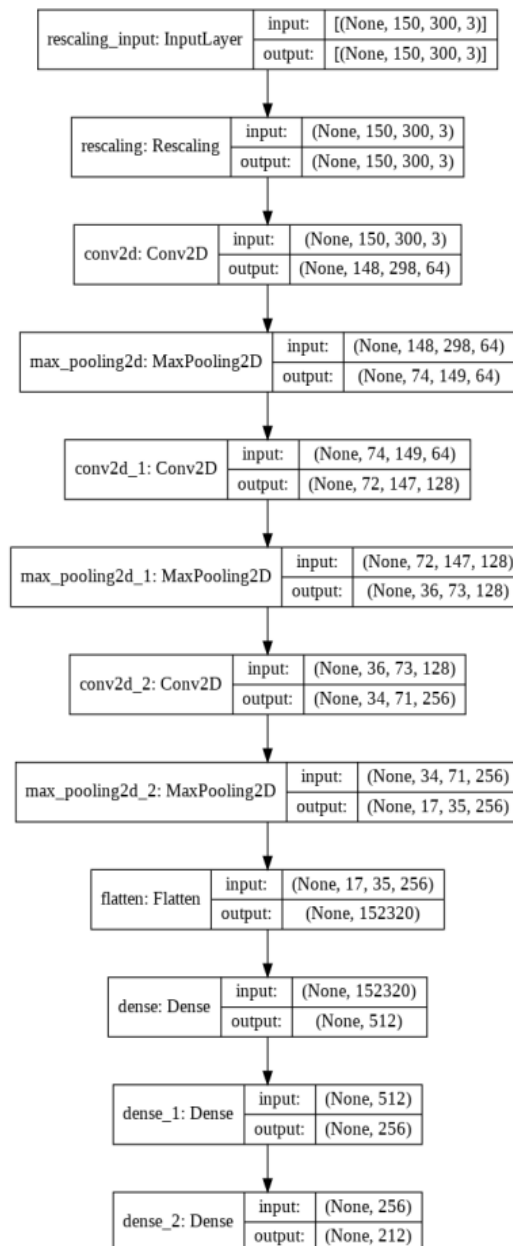 rescaling_input: InputLayer
input: [(None, 150, 300, 3)]
output: [(None, 150, 300, 3)]
rescaling: Rescaling
input: (None, 150, 300, 3)
output: (None, 150, 300, 3)
conv2d: Conv2D
input: (None, 150, 300, 3)
output: (None, 148, 298, 64)
max_pooling2d: MaxPooling2D
input: (None, 148, 298, 64)
output: (None, 74, 149, 64)
conv2d_1: Conv2D
input: (None, 74, 149, 64)
output: (None, 72, 147, 128)
max_pooling2d_1: MaxPooling2D
input: (None, 72, 147, 128)
output: (None, 36, 73, 128)
conv2d_2: Conv2D
input: (None, 36, 73, 128)
output: (None, 34, 71, 256)
max_pooling2d_2: MaxPooling2D
input: (None, 34, 71, 256)
output: (None, 17, 35, 256)
flatten: Flatten
input: (None, 17, 35, 256)
output: (None, 152320)
dense: Dense
input: (None, 152320)
output: (None, 512)
dense_1: Dense
input: (None, 512)
output: (None, 256)
dense_2: Dense
input: (None, 256)
output: (None, 212)